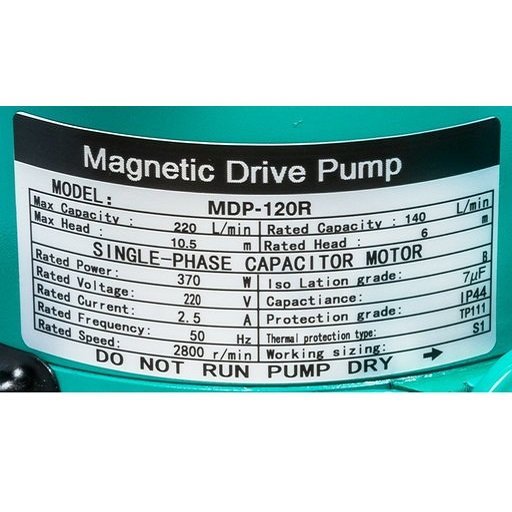 Magnetic Drive Pump
MODEL: MDP-120R
Max Capacity : 220 L/min Rated Capacity : 140 L/min
Max Head : 10.5 m Rated Head : 6 m
SINGLE-PHASE CAPACITOR MOTOR
Rated Power: 370 W Iso Lation grade: B
Rated Voltage: 220 V Capactiance: 7μF
Rated Current: 2.5 A Protection grade: IP44
Rated Frequency: 50 Hz Thermal protection type: TP111
Rated Speed: 2800 r/min Working sizing: S1
DO NOT RUN PUMP DRY →